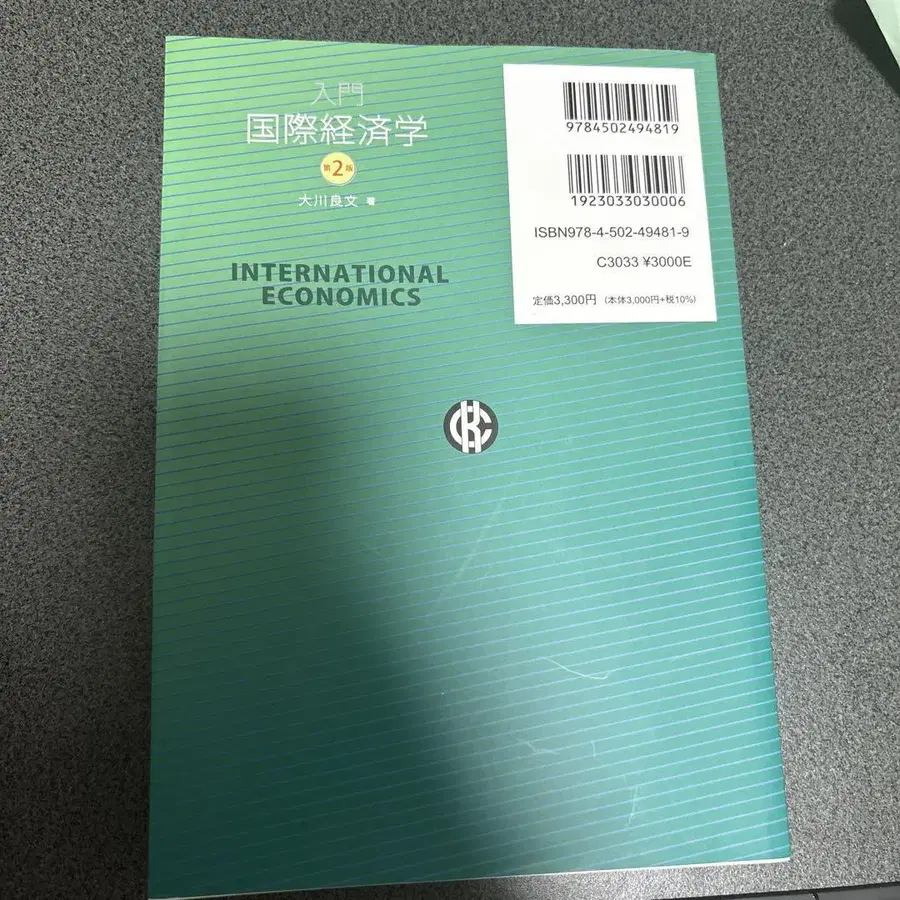 入門
国際経済学
第2版
大川良文 著
INTERNATIONAL
ECONOMICS
9784502494819
1923033030006
ISBN978-4-502-49481-9
C3033 ¥3000E
定価3,300円 (本体3,000円+税10%)